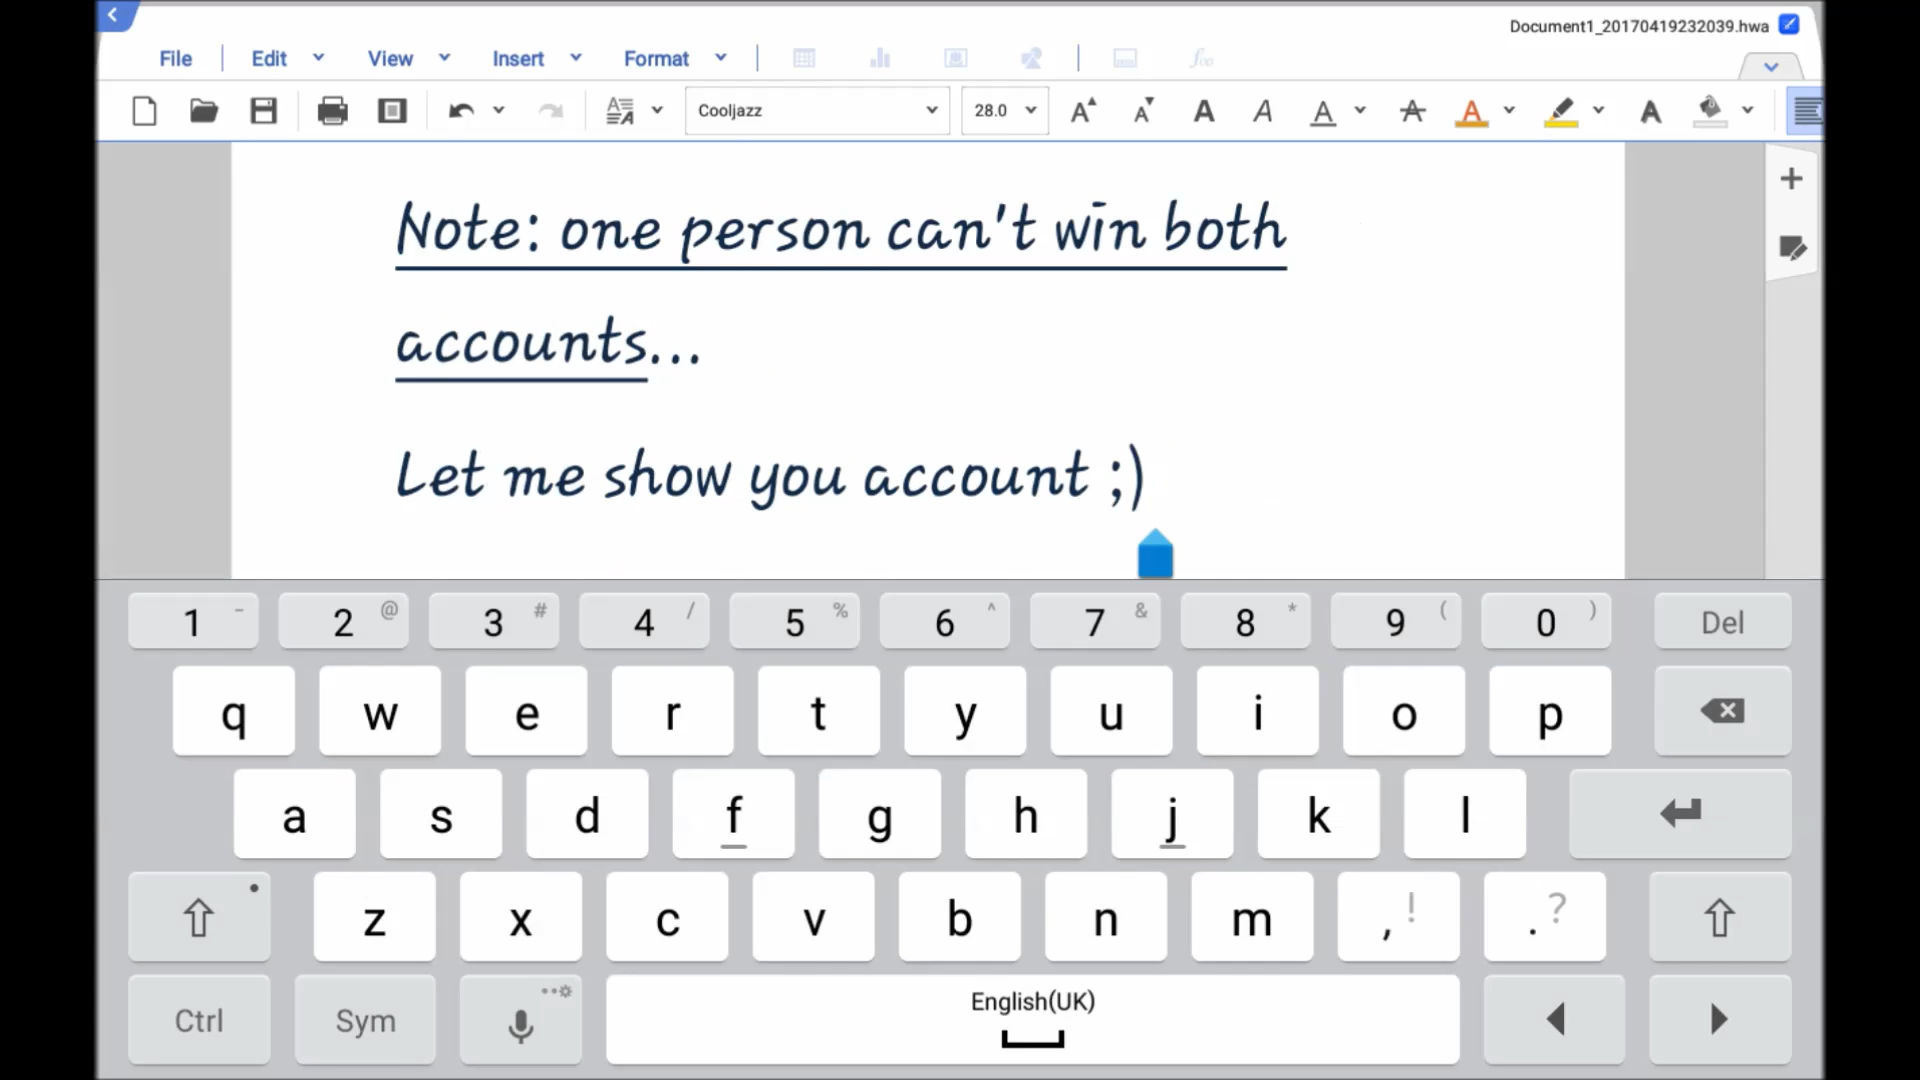 Document1_20170419232039.hwa
File Edit View Insert Format
Cooljazz 28.0
Note: one person can't win both
accounts...
Let me show you account ;)
1 - 2 @ 3 # 4 / 5 % 6 ^ 7 & 8 * 9 ( 0 ) Del
q w e r t y u i o p
a s d f g h j k l
z x c v b n m , ! . ?
Ctrl Sym English(UK)